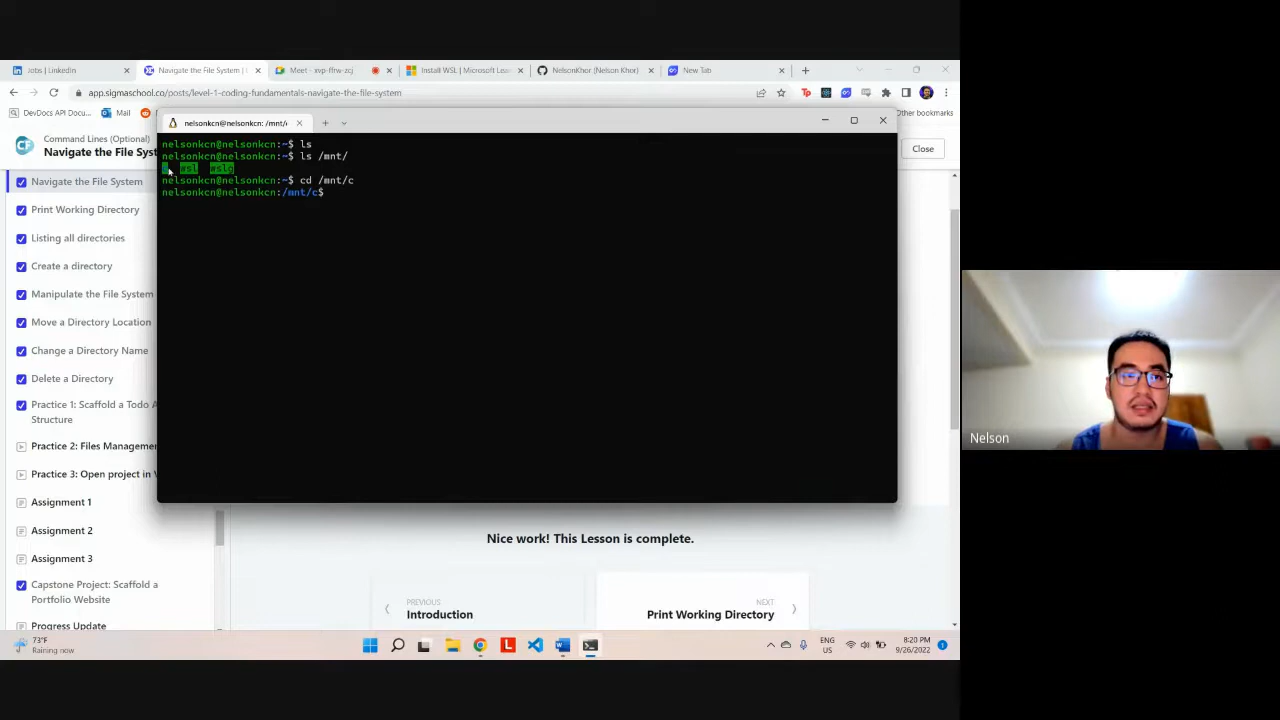 Jobs | LinkedIn
Navigate the File System | L
Meet - xvp-ffrw-zcj
Install WSL | Microsoft Lea
NelsonKhor (Nelson Khor)
New Tab
app.sigmaschool.co/posts/level-1-coding-fundamentals-navigate-the-file-system
DevDocs API Docu...
Mail
Other bookmarks
Command Lines (Optional)
Navigate the File Syst
Close
nelsonkcn@nelsonkcn: /mnt/c
nelsonkcn@nelsonkcn:~$ ls
nelsonkcn@nelsonkcn:~$ ls /mnt/
wsl wslg
nelsonkcn@nelsonkcn:~$ cd /mnt/c
nelsonkcn@nelsonkcn:/mnt/c$
Navigate the File System
Print Working Directory
Listing all directories
Create a directory
Manipulate the File System
Move a Directory Location
Change a Directory Name
Delete a Directory
Practice 1: Scaffold a Todo A
Structure
Practice 2: Files Managemen
Practice 3: Open project in V
Assignment 1
Assignment 2
Assignment 3
Capstone Project: Scaffold a
Portfolio Website
Progress Update
Nice work! This Lesson is complete.
PREVIOUS
Introduction
NEXT
Print Working Directory
Nelson
73°F
Raining now
ENG
US
8:20 PM
9/26/2022
1